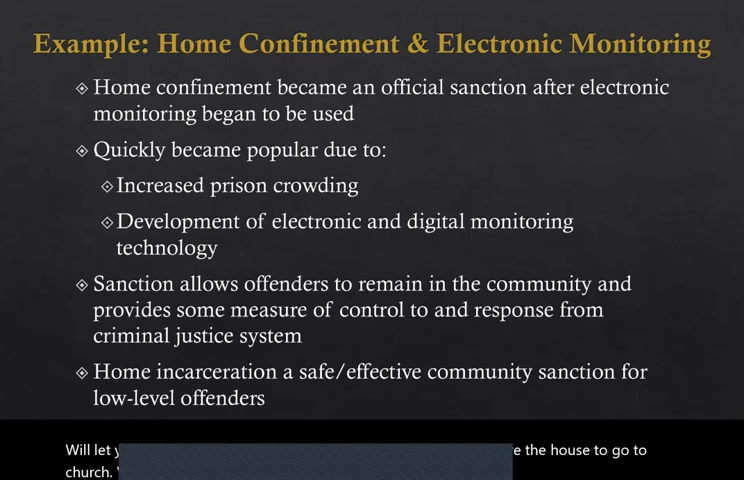 Example: Home Confinement & Electronic Monitoring
Home confinement became an official sanction after electronic
monitoring began to be used
Quickly became popular due to:
Increased prison crowding
Development of electronic and digital monitoring
technology
Sanction allows offenders to remain in the community and
provides some measure of control to and response from
criminal justice system
Home incarceration a safe/effective community sanction for
low-level offenders
Will let the house to go to
church.